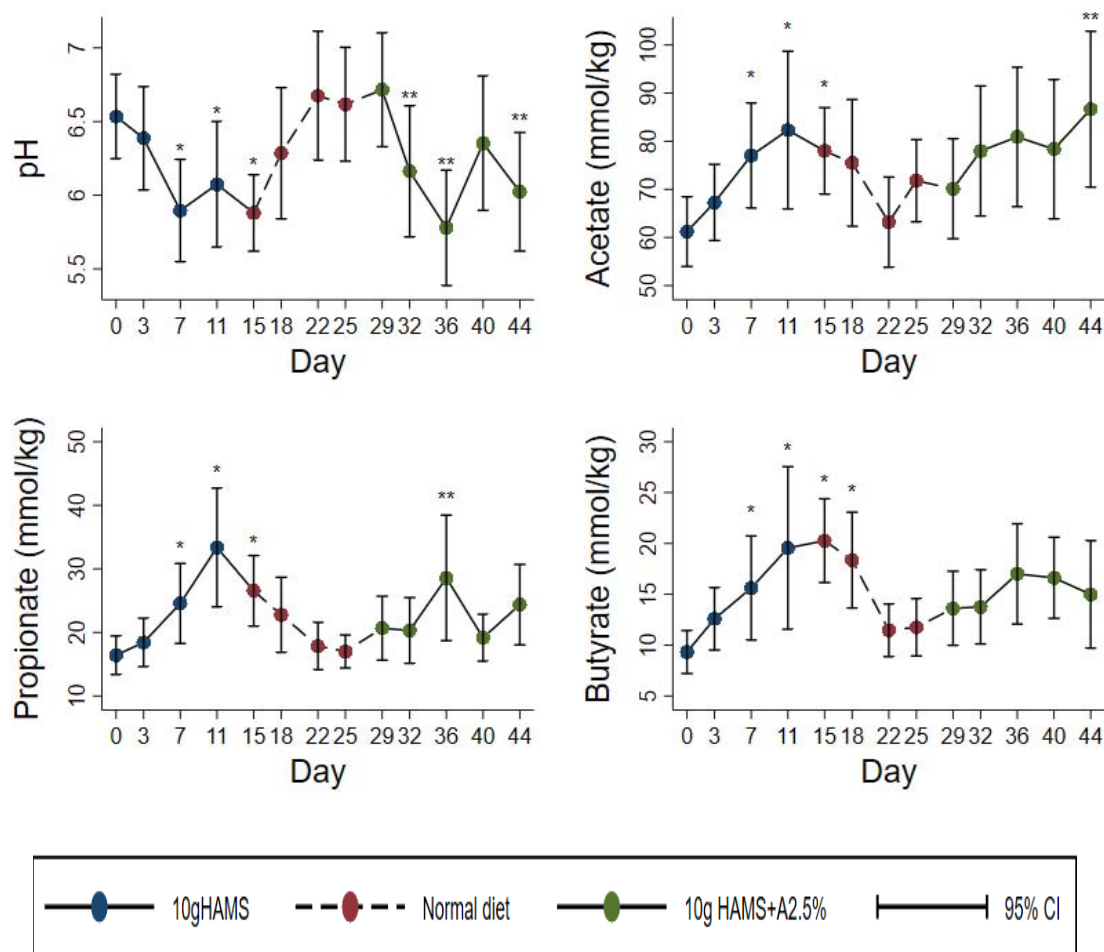 pH
7
6.5
6
5.5
* * * ** ** **
0 3 7 11 15 18 22 25 29 32 36 40 44
Day
Acetate (mmol/kg)
100
90
80
70
60
50
* * * **
0 3 7 11 15 18 22 25 29 32 36 40 44
Day
Propionate (mmol/kg)
50
40
30
20
10
* * * **
0 3 7 11 15 18 22 25 29 32 36 40 44
Day
Butyrate (mmol/kg)
30
25
20
15
10
5
* * * *
0 3 7 11 15 18 22 25 29 32 36 40 44
Day
10gHAMS Normal diet 10g HAMS+A2.5% 95% CI